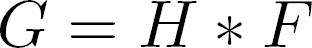 G = H * F